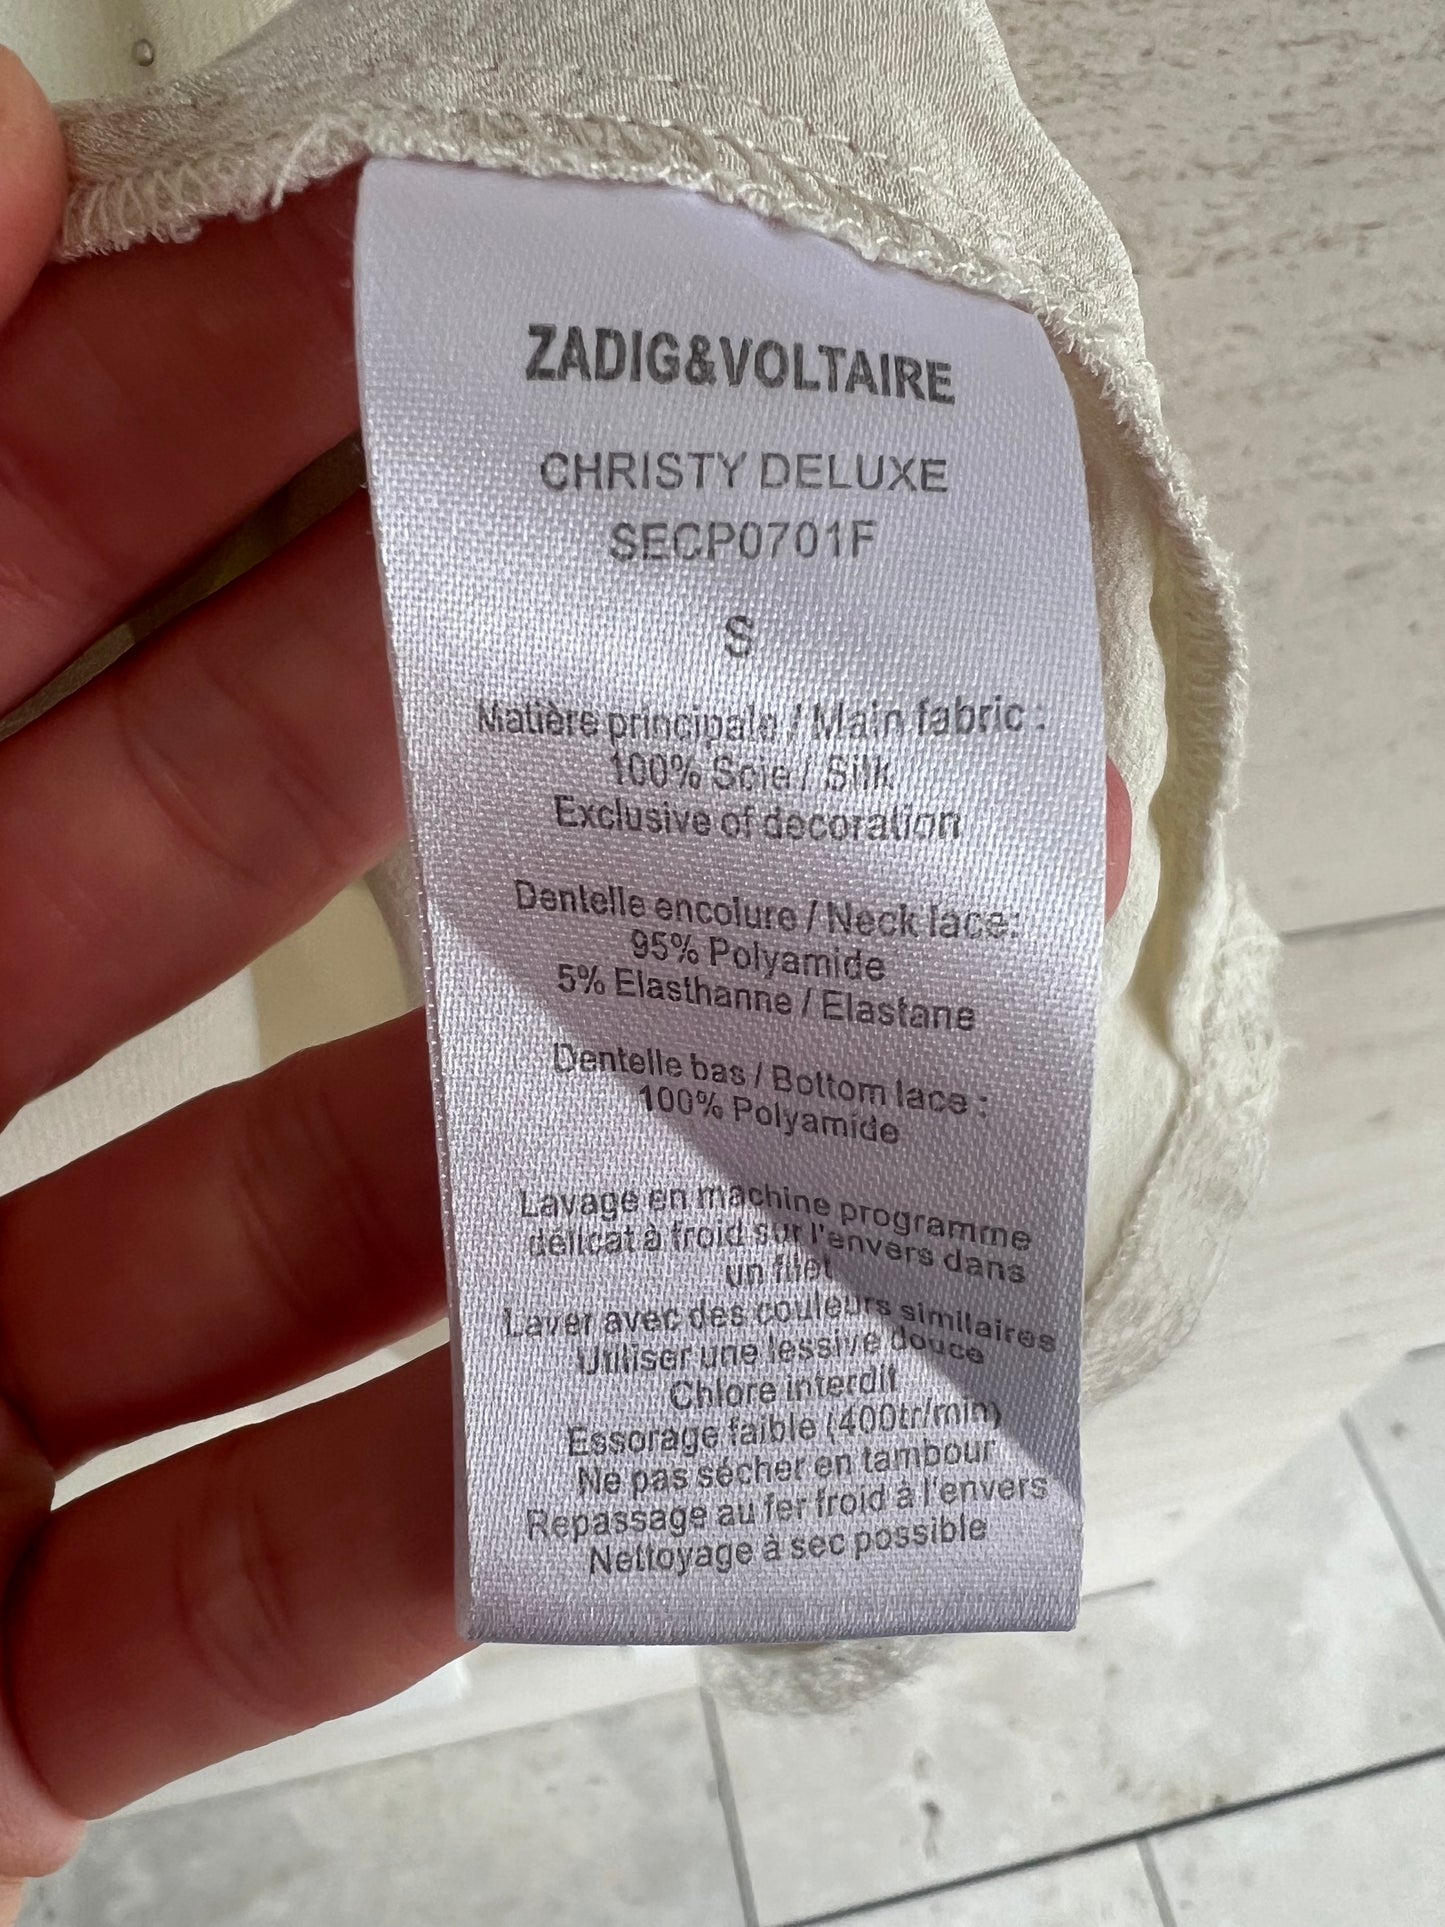 ZADIG&VOLTAIRE
CHRISTY DELUXE
SECP0701F
S
Matière principale / Main fabric :
100% Soie / Silk
Exclusive of decoration
Dentelle encolure / Neck lace:
95% Polyamide
5% Elasthanne / Elastane
Dentelle bas / Bottom lace :
100% Polyamide
Lavage en machine programme
délicat à froid sur l'envers dans
un filet
Laver avec des couleurs similaires
Utiliser une lessive douce
Chlore interdit
Essorage faible (400tr/min)
Ne pas sécher en tambour
Repassage au fer froid à l'envers
Nettoyage à sec possible